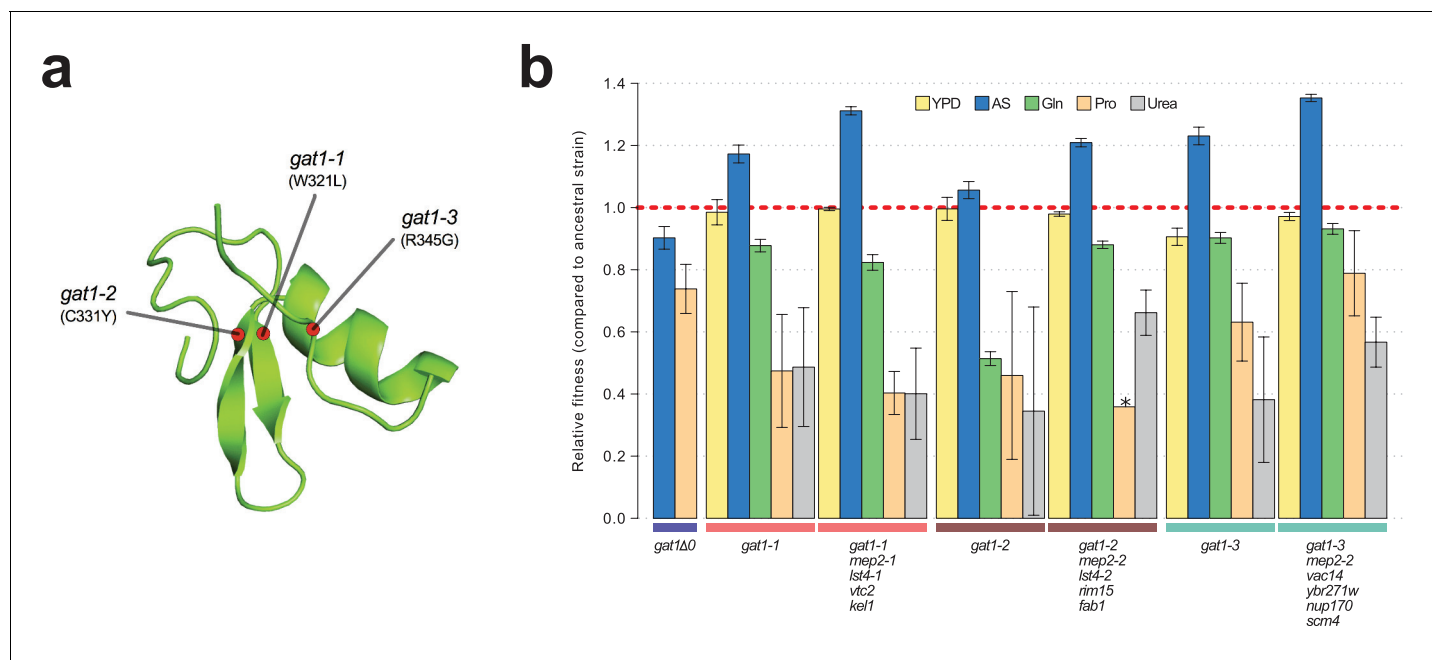 a
b
gat1-1
(W321L)
gat1-3
(R345G)
gat1-2
(C331Y)
Relative fitness (compared to ancestral strain)
1.4
1.2
1.0
0.8
0.6
0.4
0.2
0.0
YPD AS Gln Pro Urea
*
gat1Δ0
gat1-1
gat1-1
mep2-1
lst4-1
vtc2
kel1
gat1-2
gat1-2
mep2-2
lst4-2
rim15
fab1
gat1-3
gat1-3
mep2-2
vac14
ybr271w
nup170
scm4